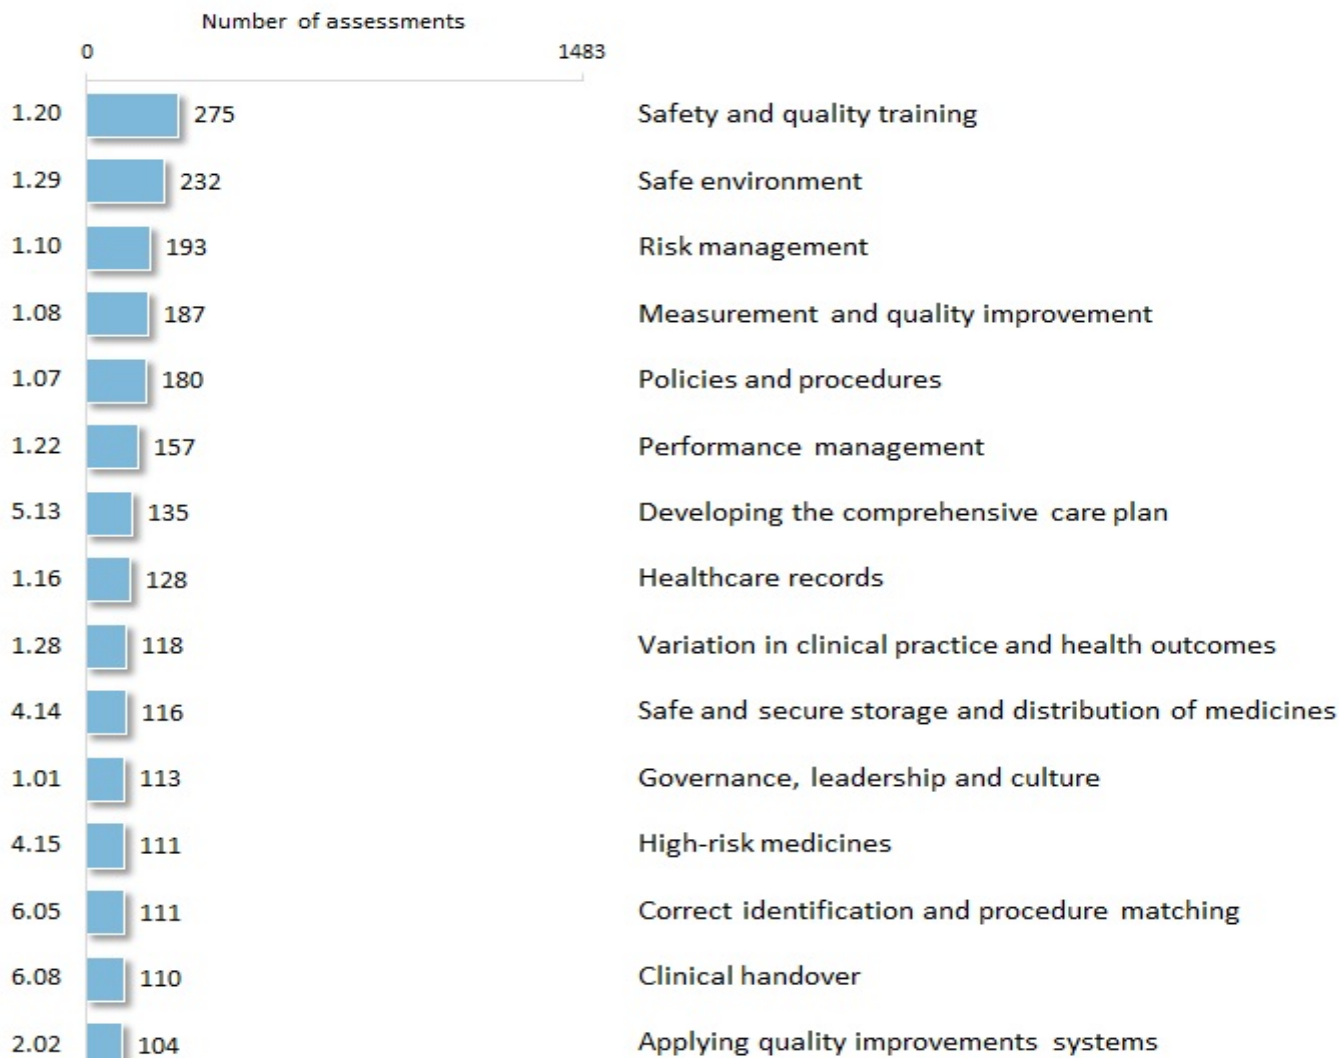 Number of assessments
0 1483
1.20 275 Safety and quality training
1.29 232 Safe environment
1.10 193 Risk management
1.08 187 Measurement and quality improvement
1.07 180 Policies and procedures
1.22 157 Performance management
5.13 135 Developing the comprehensive care plan
1.16 128 Healthcare records
1.28 118 Variation in clinical practice and health outcomes
4.14 116 Safe and secure storage and distribution of medicines
1.01 113 Governance, leadership and culture
4.15 111 High-risk medicines
6.05 111 Correct identification and procedure matching
6.08 110 Clinical handover
2.02 104 Applying quality improvements systems